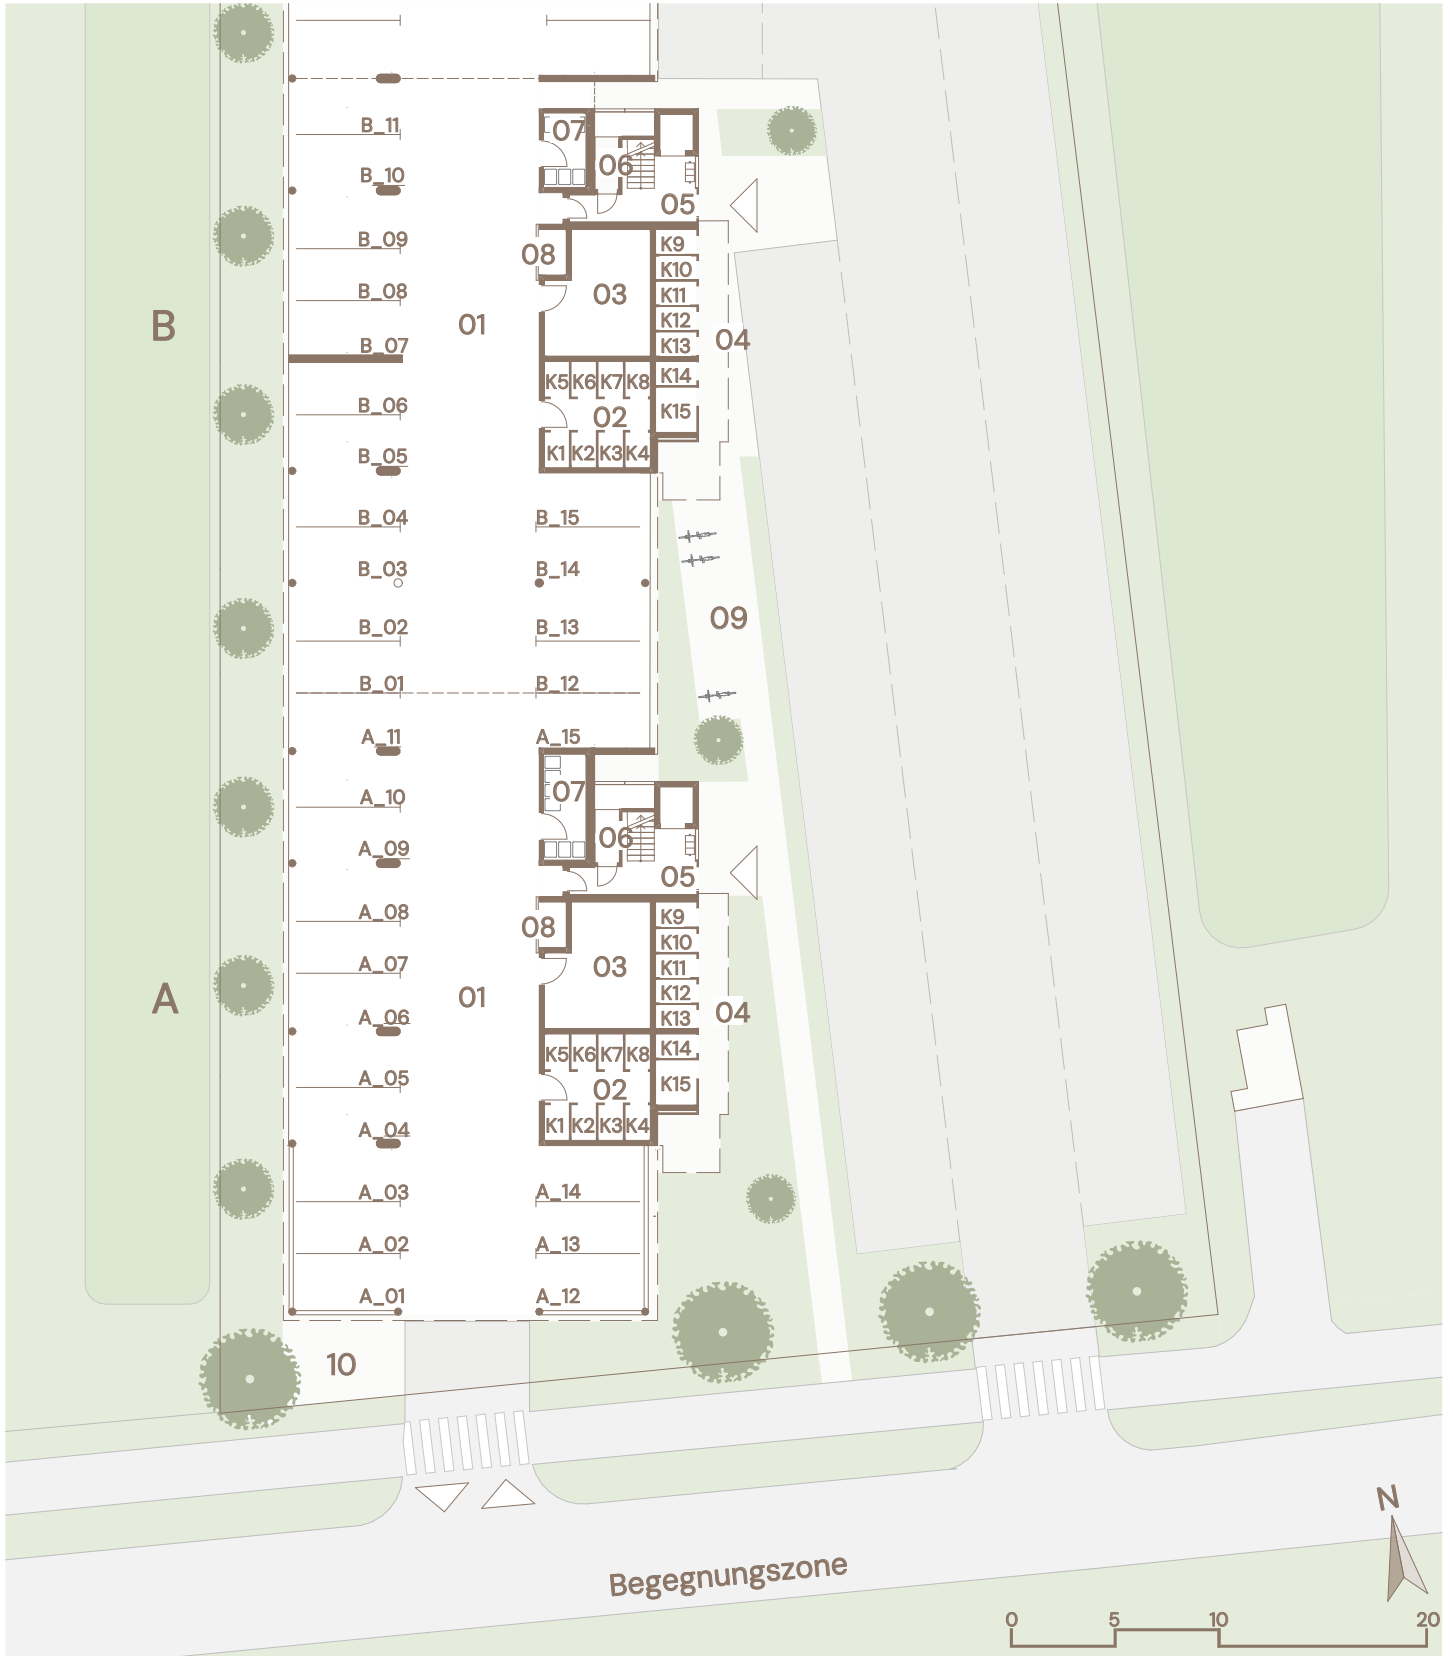 B_11
07
B_10
06
05
B_09
08
K9
K10
B_08
03
K11
B
01
K12
04
B_07
K13
K14
K5 K6 K7 K8
B_06
02
K15
B_05
K1 K2 K3 K4
B_04
B_15
B_03
B_14
09
B_02
B_13
B_01
B_12
A_11
A_15
A_10
07
A_09
06
05
A_08
08
K9
K10
A_07
03
K11
A
01
K12
04
A_06
K13
K14
K5 K6 K7 K8
A_05
02
K15
A_04
K1 K2 K3 K4
A_03
A_14
A_02
A_13
A_01
A_12
10
N
Begegnungszone
0 5 10 20